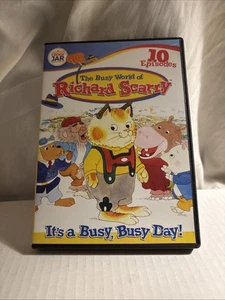 JAR
10
Episodes
The Busy World of
Richard Scarry
It's a Busy, Busy Day!